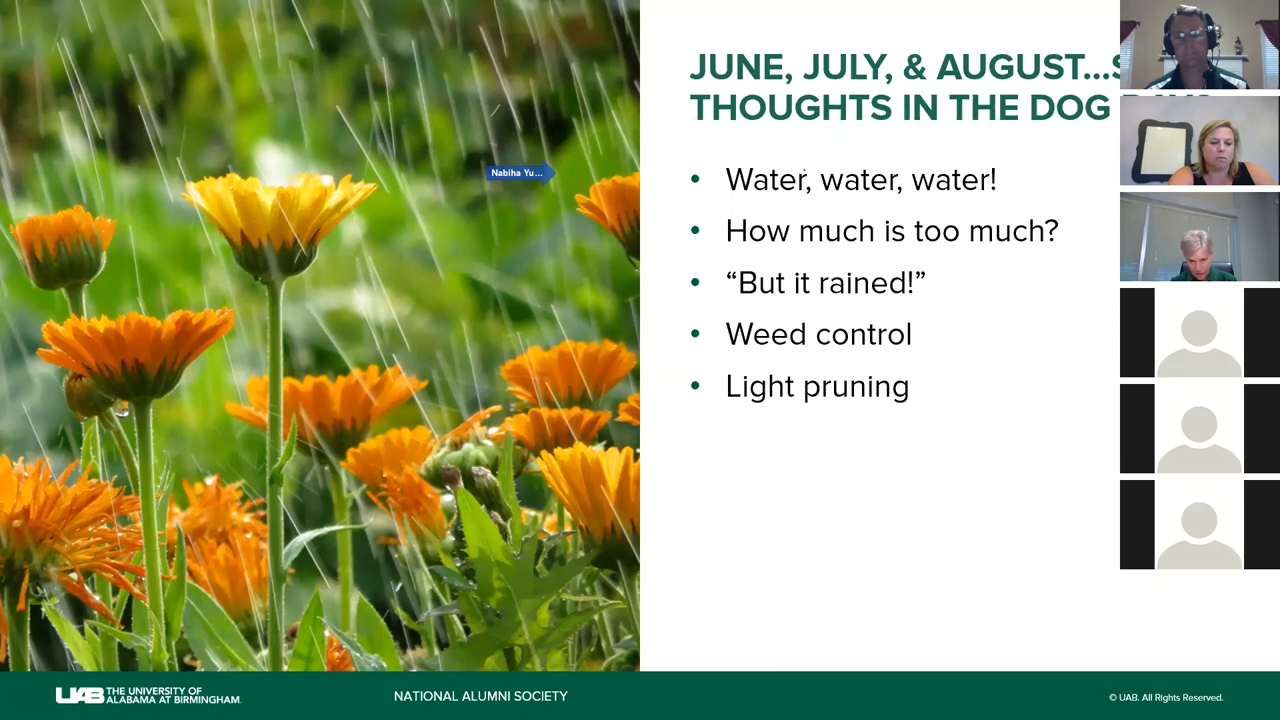 JUNE, JULY, & AUGUST...
THOUGHTS IN THE DOG
Nabiha Yu...
• Water, water, water!
• How much is too much?
• “But it rained!”
• Weed control
• Light pruning
UAB THE UNIVERSITY OF
ALABAMA AT BIRMINGHAM.
NATIONAL ALUMNI SOCIETY
© UAB. All Rights Reserved.